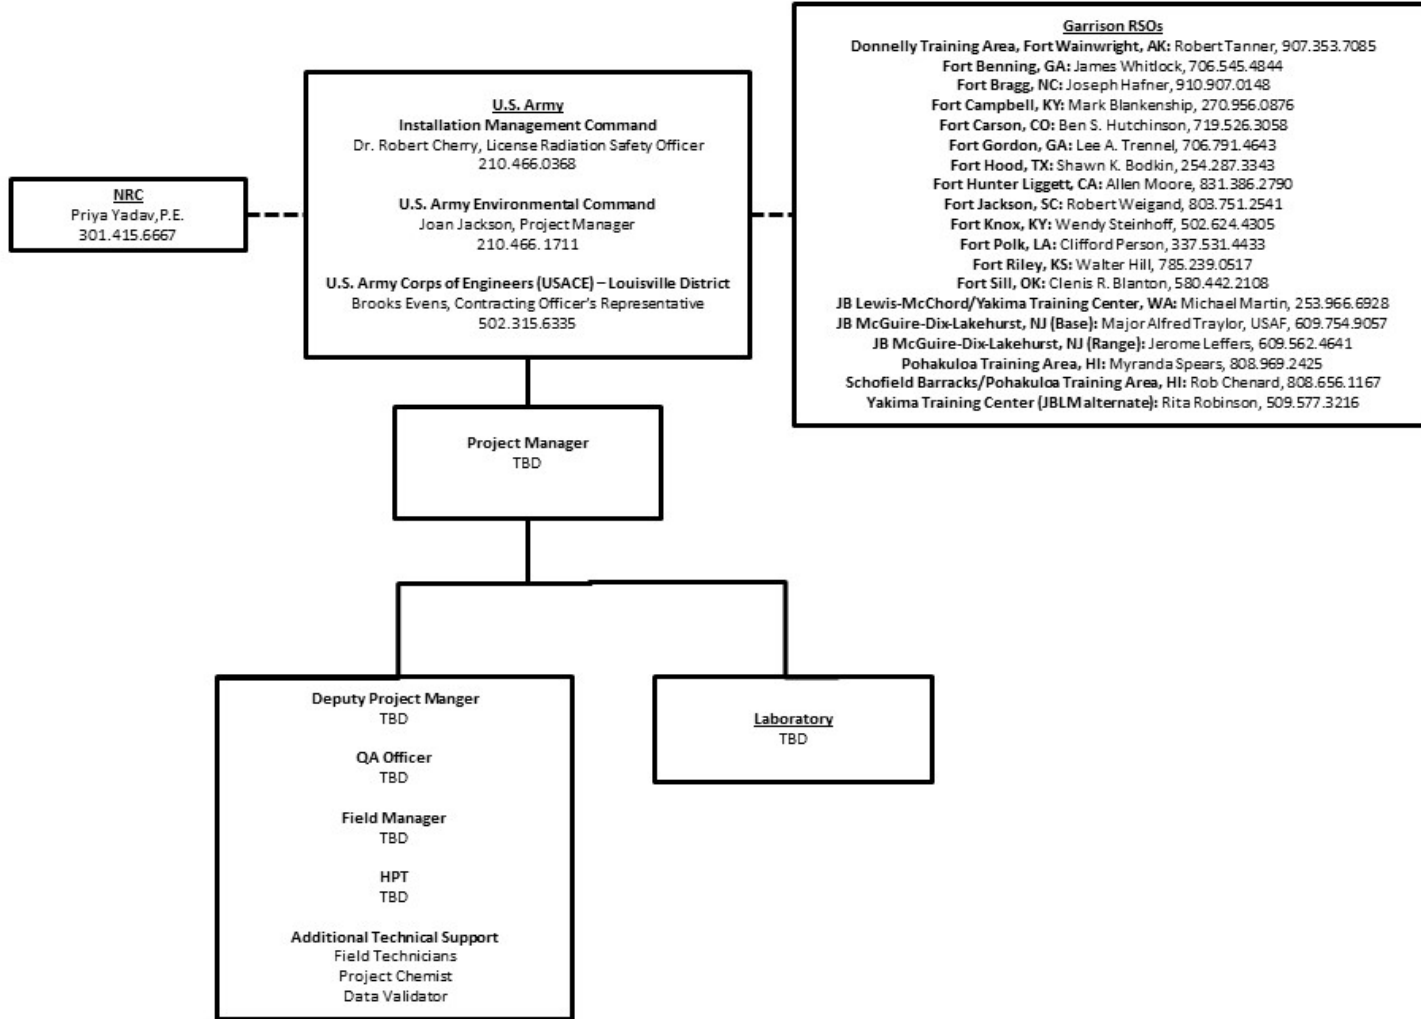 NRC
Priya Yadav,P.E.
301.415.6667
U.S. Army
Installation Management Command
Dr. Robert Cherry, License Radiation Safety Officer
210.466.0368
U.S. Army Environmental Command
Joan Jackson, Project Manager
210.466.1711
U.S. Army Corps of Engineers (USACE) – Louisville District
Brooks Evens, Contracting Officer's Representative
502.315.6335
Garrison RSOs
Donnelly Training Area, Fort Wainwright, AK: Robert Tanner, 907.353.7085
Fort Benning, GA: James Whitlock, 706.545.4844
Fort Bragg, NC: Joseph Hafner, 910.907.0148
Fort Campbell, KY: Mark Blankenship, 270.956.0876
Fort Carson, CO: Ben S. Hutchinson, 719.526.3058
Fort Gordon, GA: Lee A. Trennel, 706.791.4643
Fort Hood, TX: Shawn K. Bodkin, 254.287.3343
Fort Hunter Liggett, CA: Allen Moore, 831.386.2790
Fort Jackson, SC: Robert Weigand, 803.751.2541
Fort Knox, KY: Wendy Steinhoff, 502.624.4305
Fort Polk, LA: Clifford Person, 337.531.4433
Fort Riley, KS: Walter Hill, 785.239.0517
Fort Sill, OK: Clenis R. Blanton, 580.442.2108
JB Lewis-McChord/Yakima Training Center, WA: Michael Martin, 253.966.6928
JB McGuire-Dix-Lakehurst, NJ (Base): Major Alfred Traylor, USAF, 609.754.9057
JB McGuire-Dix-Lakehurst, NJ (Range): Jerome Leffers, 609.562.4641
Pohakuloa Training Area, HI: Myranda Spears, 808.969.2425
Schofield Barracks/Pohakuloa Training Area, HI: Rob Chenard, 808.656.1167
Yakima Training Center (JBLM alternate): Rita Robinson, 509.577.3216
Project Manager
TBD
Deputy Project Manger
TBD
QA Officer
TBD
Field Manager
TBD
HPT
TBD
Additional Technical Support
Field Technicians
Project Chemist
Data Validator
Laboratory
TBD